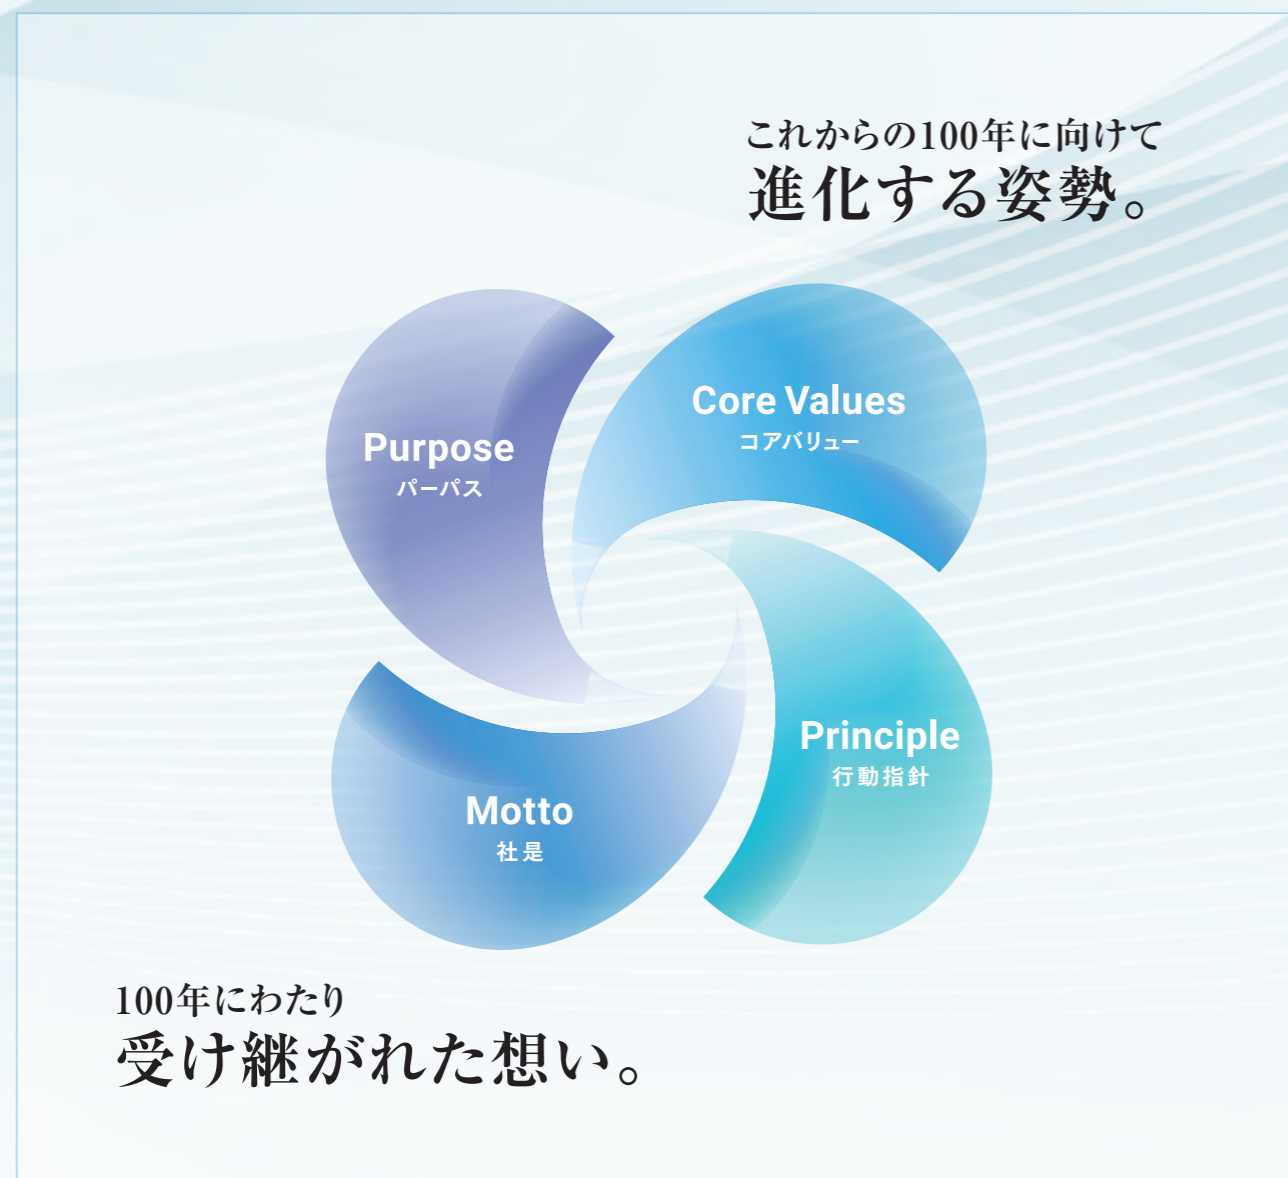 これからの100年に向けて
進化する姿勢。
Purpose
パーパス
Core Values
コアバリュー
Principle
行動指針
Motto
社是
100年にわたり
受け継がれた想い。